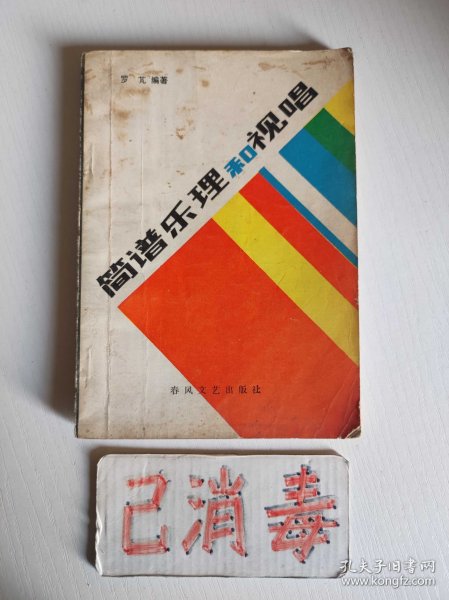 罗芃 编著
简谱乐理和视唱
春风文艺出版社
已消毒
孔夫子旧书网
www.kongfz.com